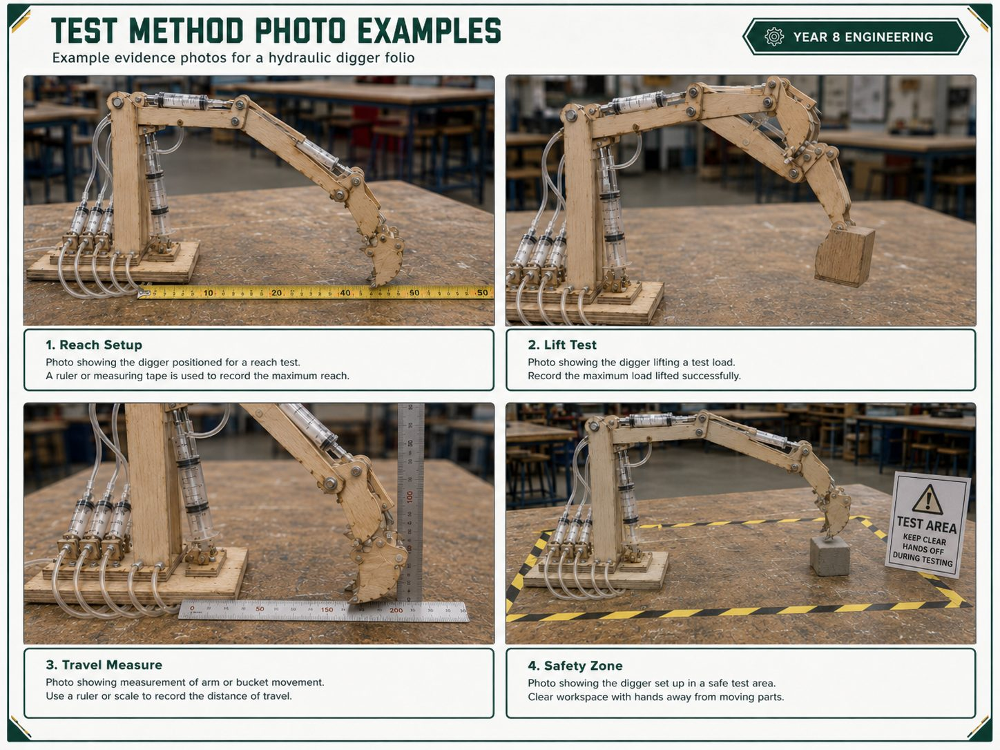 TEST METHOD PHOTO EXAMPLES
Example evidence photos for a hydraulic digger folio
YEAR 8 ENGINEERING
10 20 40 50 50
1. Reach Setup
Photo showing the digger positioned for a reach test.
A ruler or measuring tape is used to record the maximum reach.
2. Lift Test
Photo showing the digger lifting a test load.
Record the maximum load lifted successfully.
100
0 50 150 200
3. Travel Measure
Photo showing measurement of arm or bucket movement.
Use a ruler or scale to record the distance of travel.
TEST AREA
KEEP CLEAR
HANDS OFF
DURING TESTING
4. Safety Zone
Photo showing the digger set up in a safe test area.
Clear workspace with hands away from moving parts.